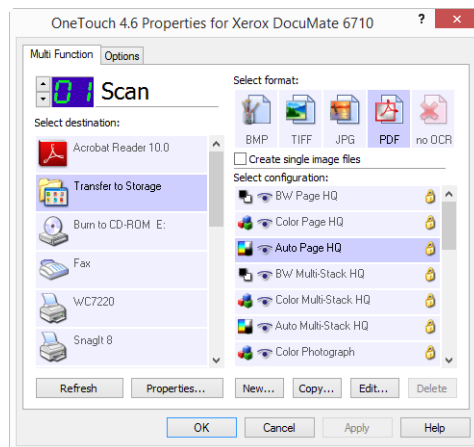 OneTouch 4.6 Properties for Xerox DocuMate 6710
? ×
Multi Function Options
01 Scan
Select destination:
Acrobat Reader 10.0
Transfer to Storage
Burn to CD-ROM E:
Fax
WC7220
SnagIt 8
Refresh Properties...
Select format:
BMP TIFF JPG PDF no OCR
Create single image files
Select configuration:
BW Page HQ
Color Page HQ
Auto Page HQ
BW Multi-Stack HQ
Color Multi-Stack HQ
Auto Multi-Stack HQ
Color Photograph
New... Copy... Edit... Delete
OK Cancel Apply Help